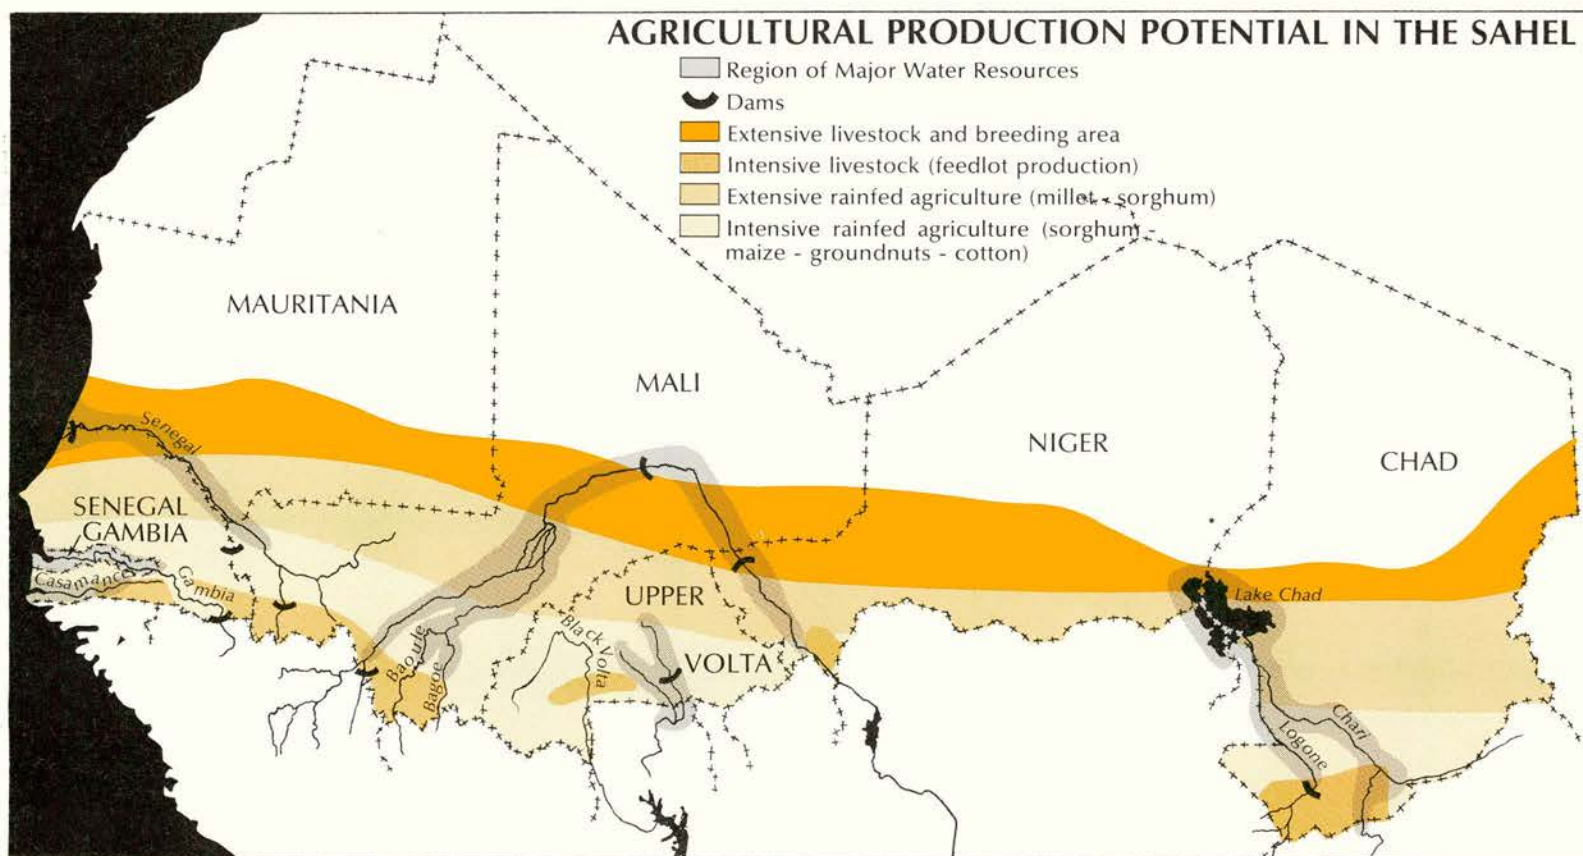 AGRICULTURAL PRODUCTION POTENTIAL IN THE SAHEL
Region of Major Water Resources
Dams
Extensive livestock and breeding area
Intensive livestock (feedlot production)
Extensive rainfed agriculture (millet - sorghum)
Intensive rainfed agriculture (sorghum -
maize - groundnuts - cotton)
MAURITANIA
MALI
NIGER
CHAD
Senegal
SENEGAL
GAMBIA
Casamance
Gambia
Baoule
Bagoe
UPPER
VOLTA
Black Volta
Lake Chad
Chari
Logone